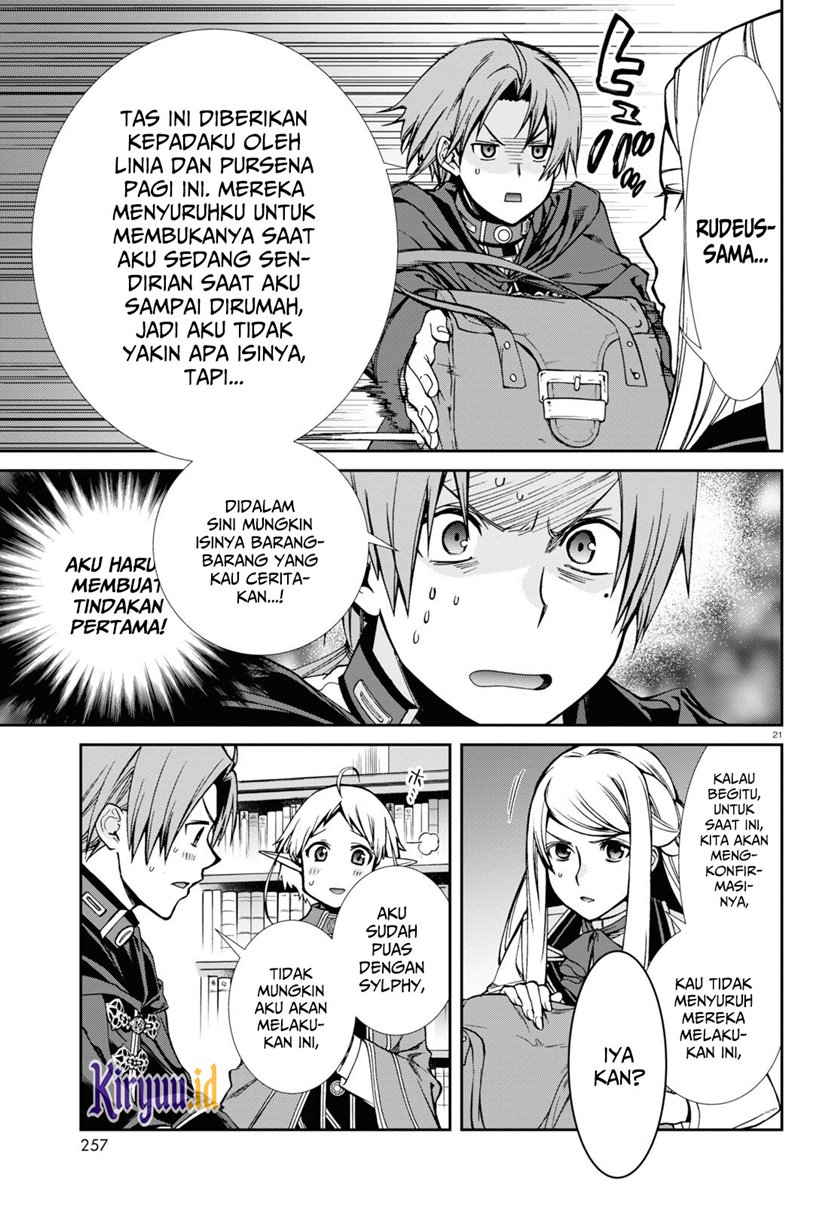 RUDEUS-
SAMA...
ヒュ
TAS INI DIBERIKAN
KEPADAKU OLEH
LINIA DAN PURSENA
PAGI INI. MEREKA
MENYURUHKU UNTUK
MEMBUKANYA SAAT
AKU SEDANG SEN-
DIRIAN SAAT AKU
SAMPAI DIRUMAH,
JADI AKU TIDAK
YAKIN APA ISINYA,
TAPI...
DIDALAM
SINI MUNGKIN
ISINYA BARANG-
BARANG YANG
KAU CERITA-
KAN...!
AKU HARUS
MEMBUAT
TINDAKAN
PERTAMA!
21
KALAU
BEGITU,
UNTUK
SAAT INI,
KITA AKAN
MENG-
KONFIR-
MASI-
NYA,
KAU TIDAK
MENYURUH
MEREKA
MELAKU-
KAN INI,
IYA
KAN?
ホッ
AKU
SUDAH
PUAS
DENGAN
SYLPHY,
TIDAK
MUNGKIN
AKU AKAN
MELAKU-
KAN INI,
Kiryuu.id
257